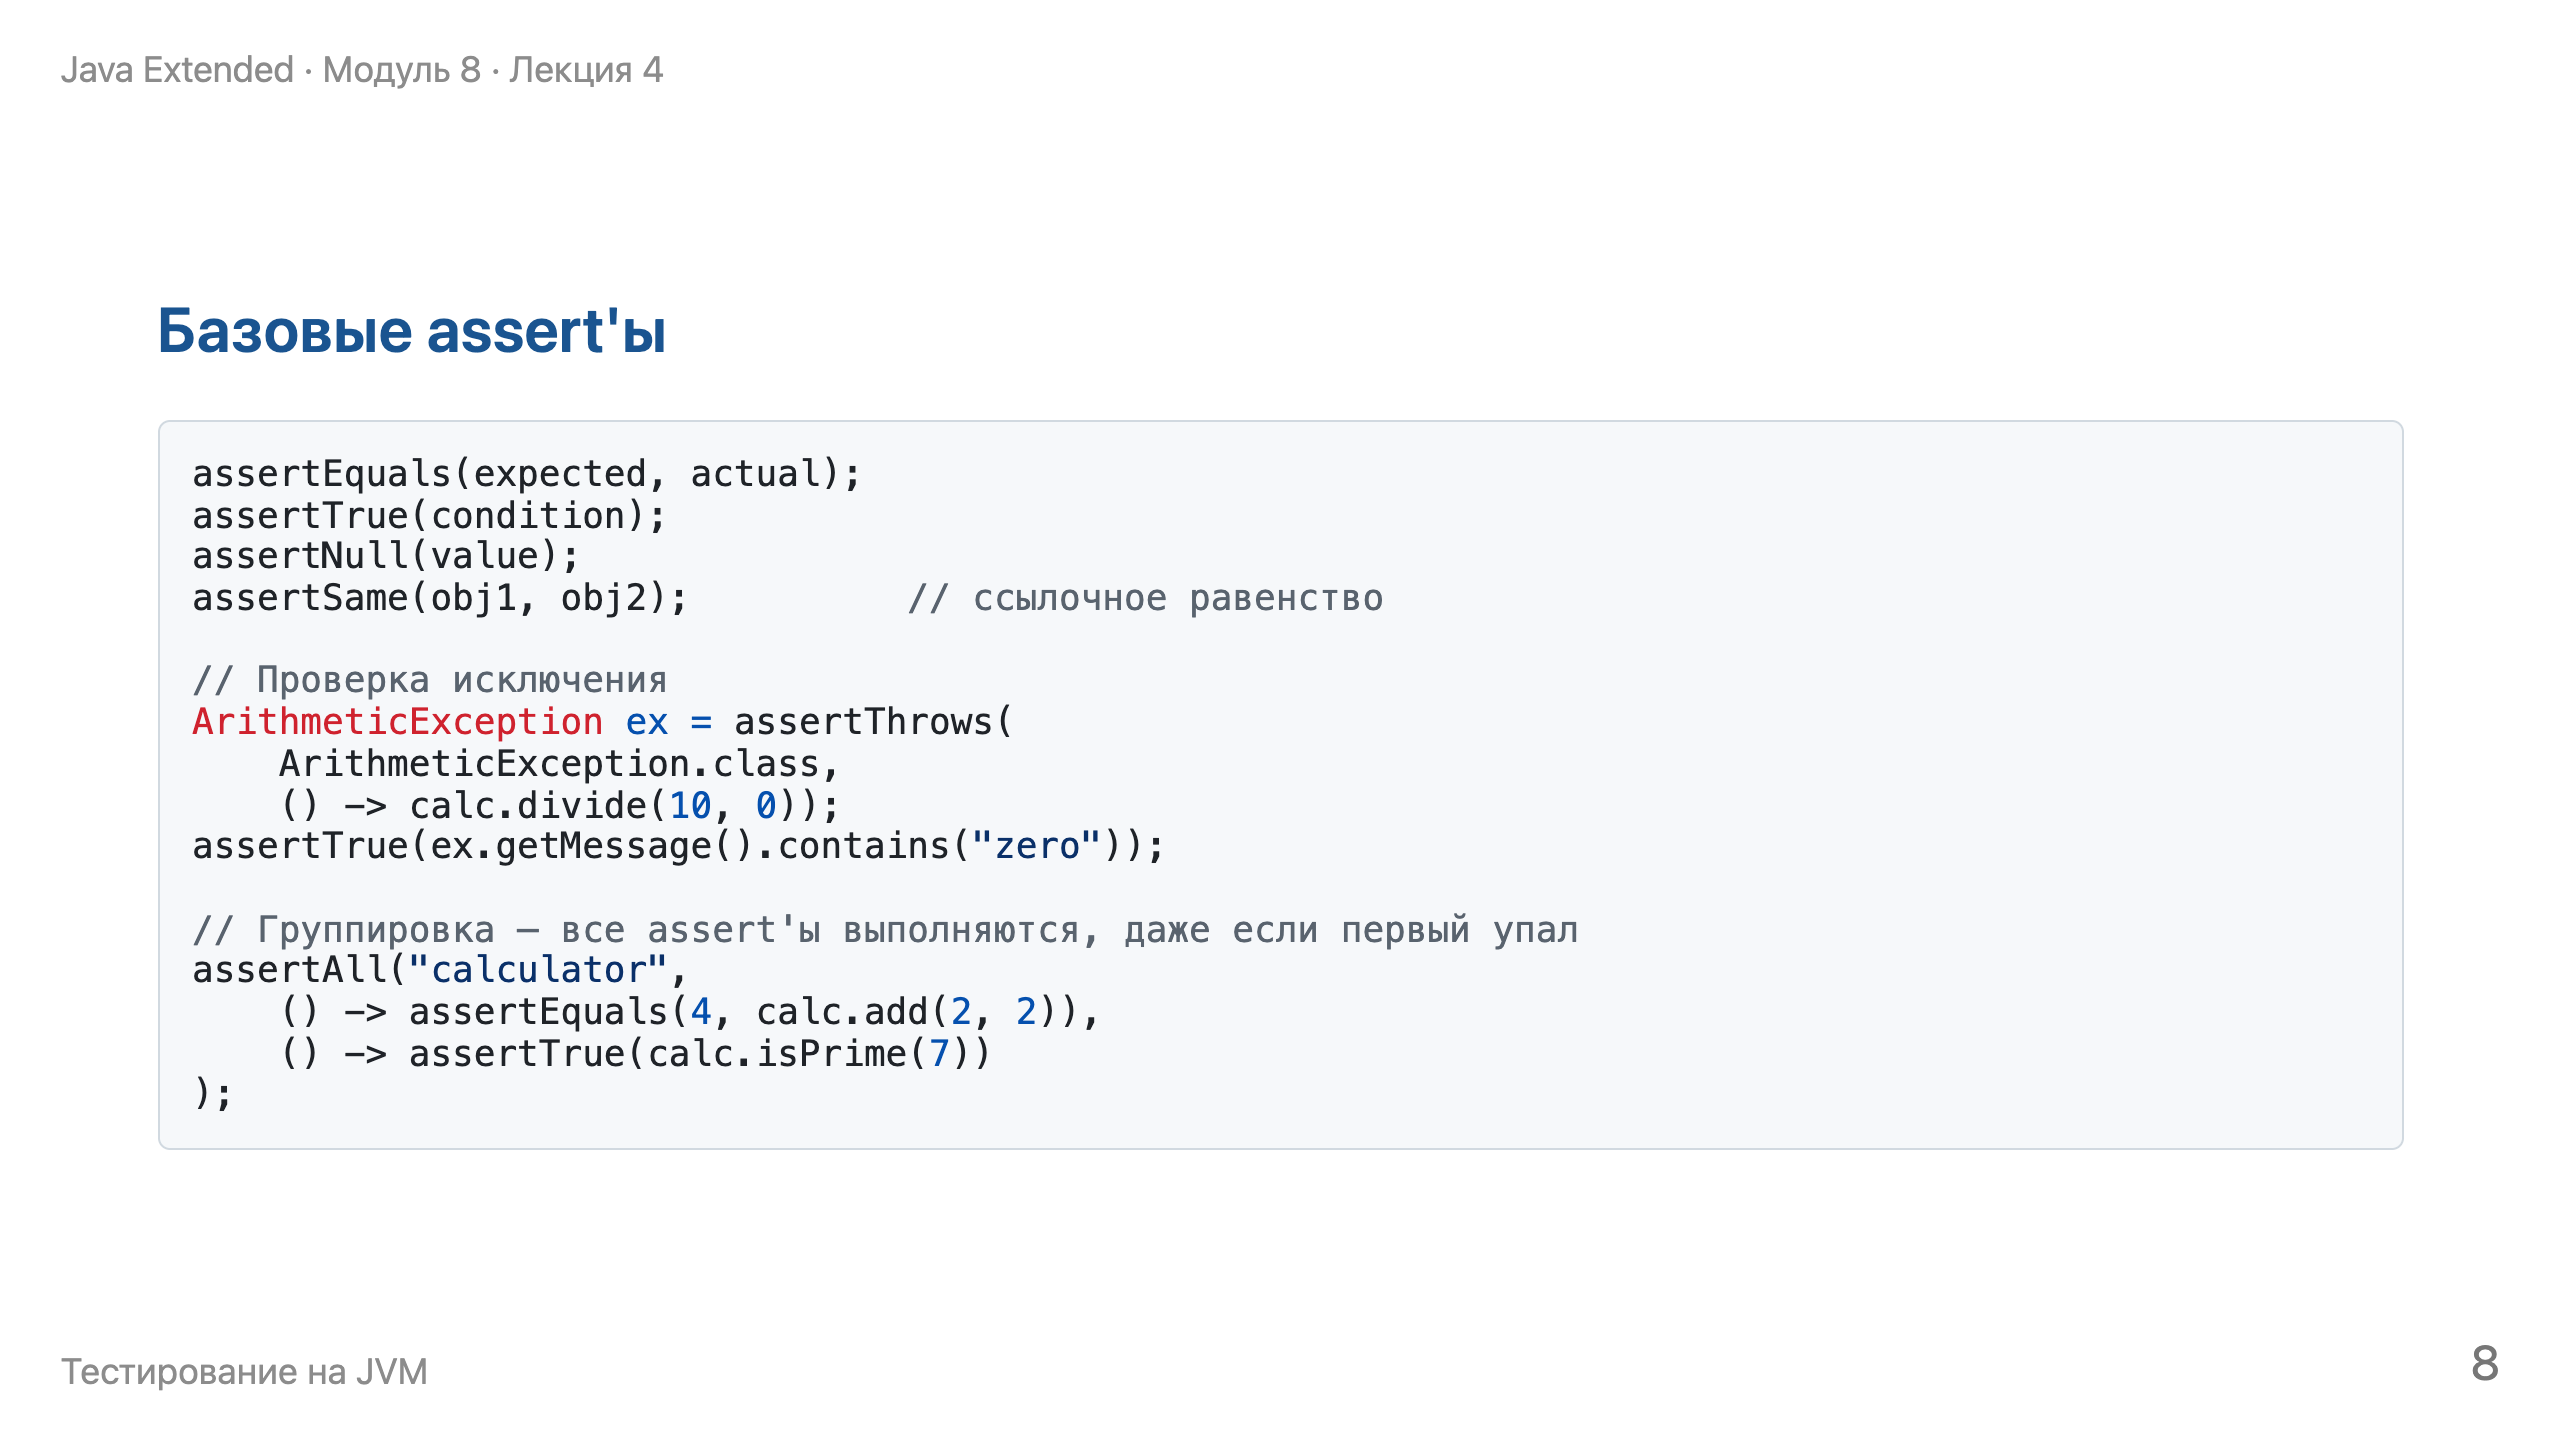 Java Extended · Модуль 8 · Лекция 4
Базовые assert'ы
assertEquals(expected, actual);
assertTrue(condition);
assertNull(value);
assertSame(obj1, obj2);          // ссылочное равенство
// Проверка исключения
ArithmeticException ex = assertThrows(
    ArithmeticException.class,
    () -> calc.divide(10, 0));
assertTrue(ex.getMessage().contains("zero"));
// Группировка — все assert'ы выполняются, даже если первый упал
assertAll("calculator",
    () -> assertEquals(4, calc.add(2, 2)),
    () -> assertTrue(calc.isPrime(7))
);
Тестирование на JVM
8